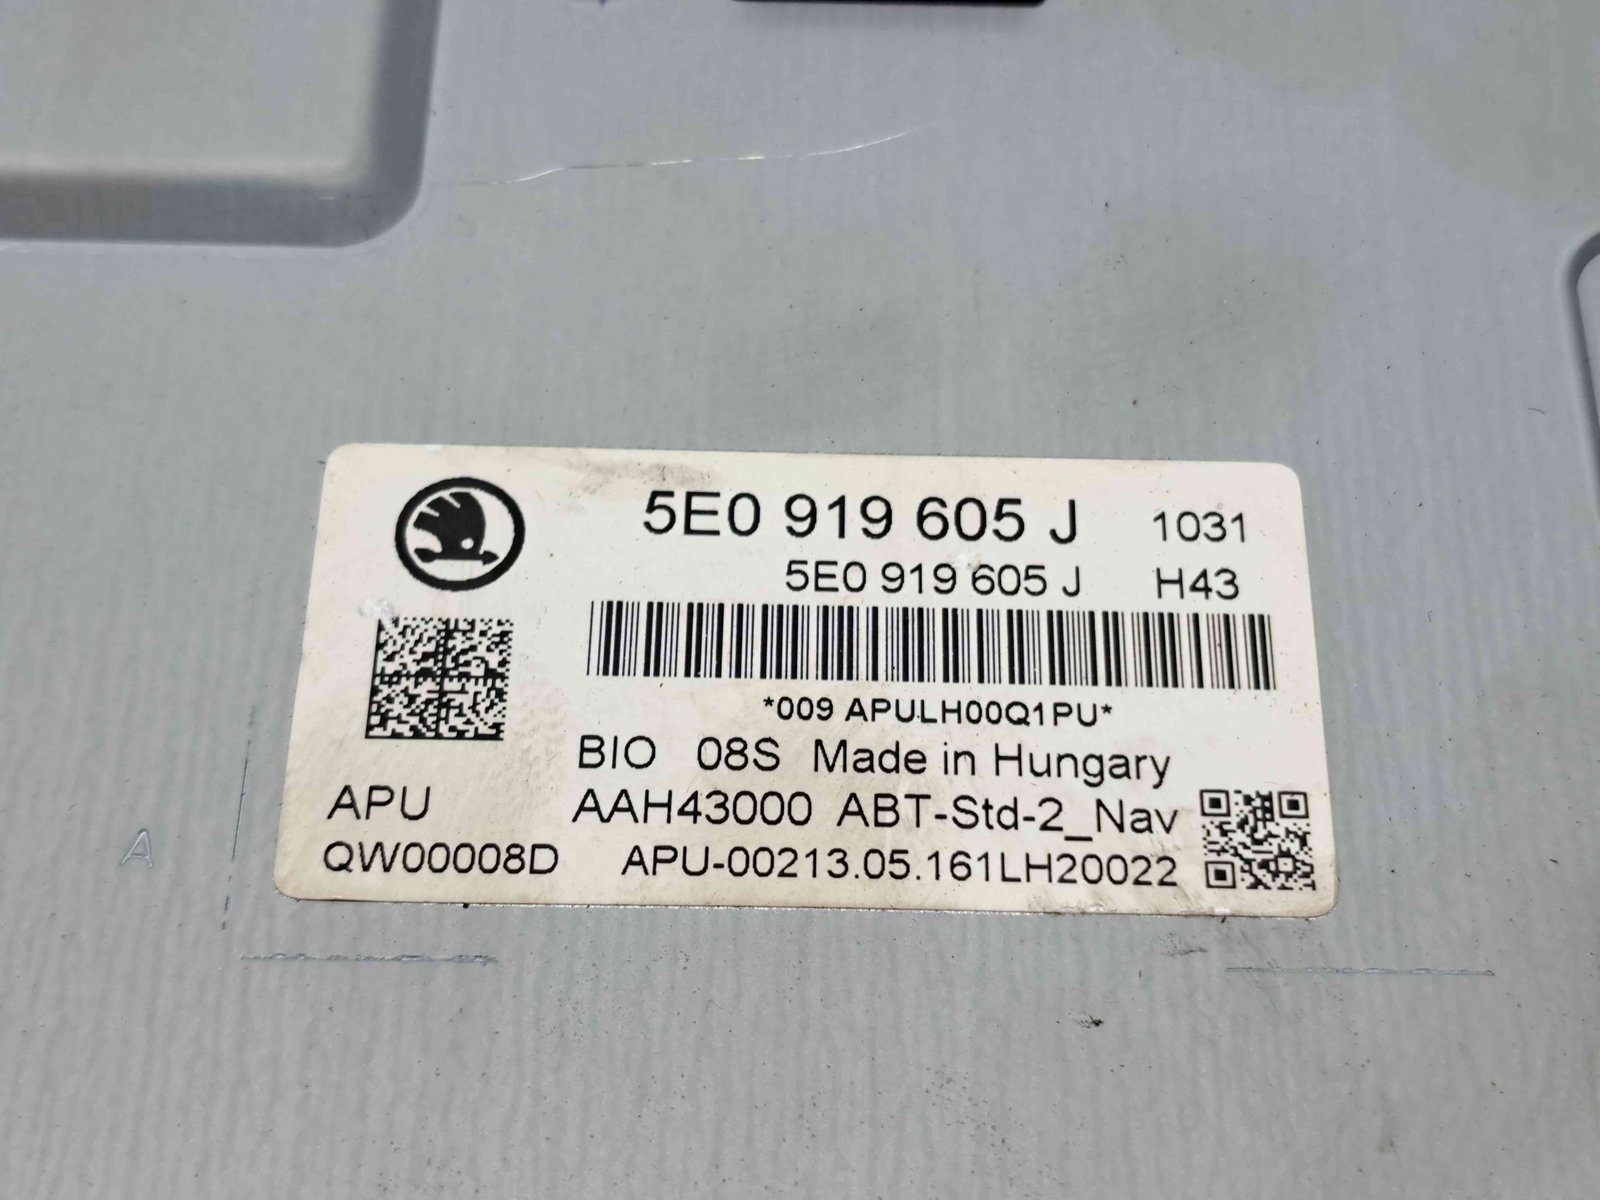 5E0 919 605 J 1031
5E0 919 605 J H43
*009 APULH00Q1PU*
BIO 08S Made in Hungary
APU AAH43000 ABT-Std-2_Nav
QW00008D APU-00213.05.161LH20022
A